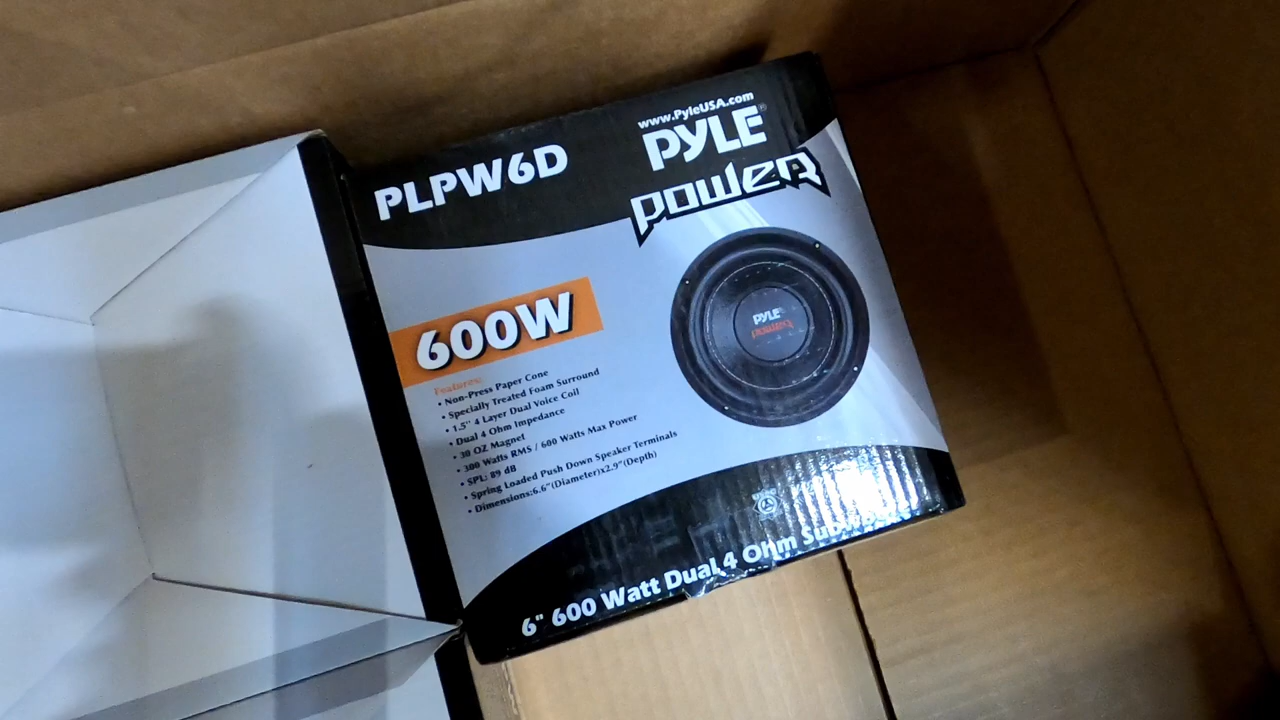 www.PyleUSA.com
PYLE®
POWER
PLPW6D
600W
PYLE
POWER
Features:
• Non-Press Paper Cone
• Specially Treated Foam Surround
• 1.5" 4 Layer Dual Voice Coil
• Dual 4 Ohm Impedance
• 30 OZ Magnet
• 300 Watts RMS / 600 Watts Max Power
• SPL: 89 dB
• Spring Loaded Push Down Speaker Terminals
• Dimensions:6.6"(Diameter)x2.9"(Depth)
6" 600 Watt Dual 4 Ohm